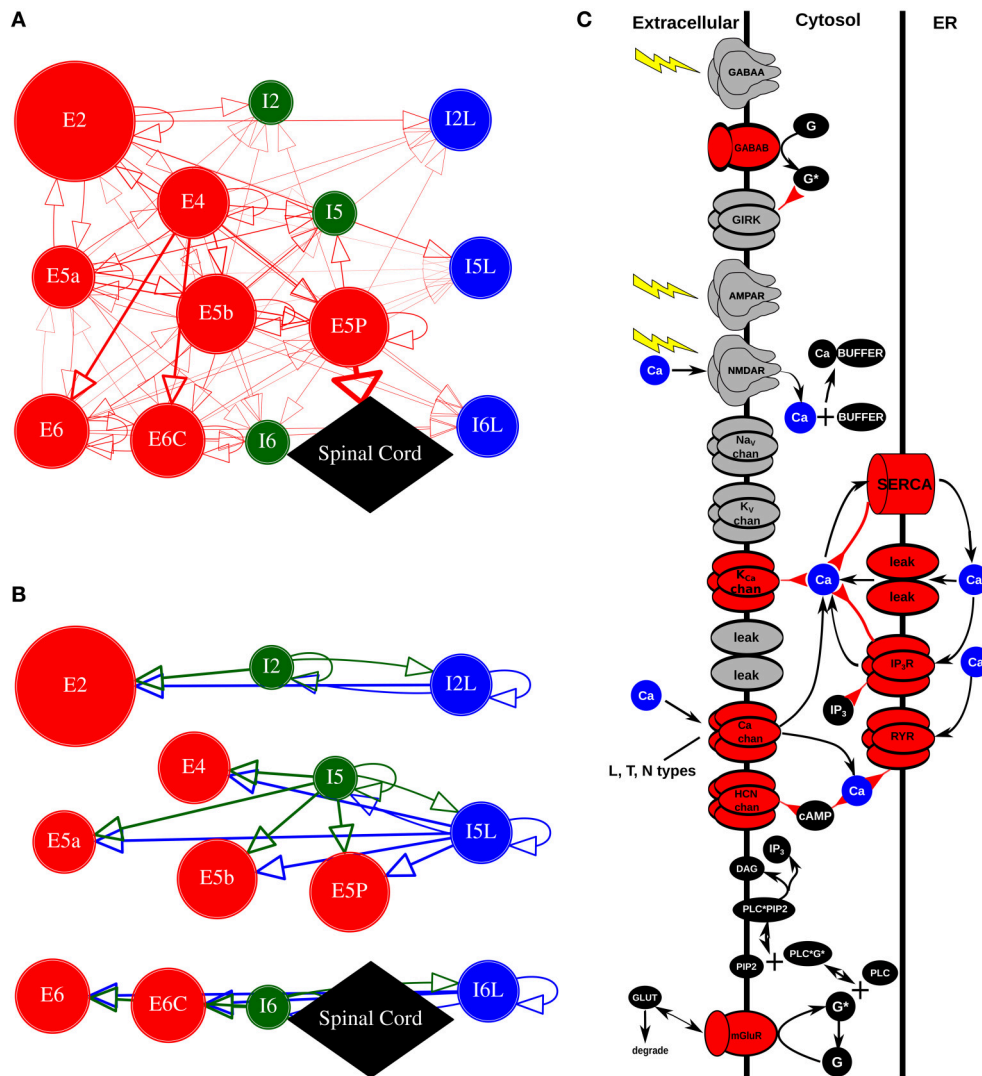 A
E2
I2
I2L
E4
I5
E5a
I5L
E5b
E5P
E6
E6C
I6
I6L
Spinal Cord
B
E2
I2
I2L
E4
I5
E5a
I5L
E5b
E5P
E6
E6C
I6
I6L
Spinal Cord
C
Extracellular
Cytosol
ER
GABAA
GABAB
G
G*
GIRK
AMPAR
NMDAR
Ca
Ca BUFFER
Ca + BUFFER
Nav
chan
KV
chan
SERCA
KCa
chan
Ca
leak
leak
Ca
leak
leak
IP3R
Ca
IP3
Ca
Ca
chan
RYR
L, T, N types
HCN
chan
cAMP
Ca
IP3
DAG
PLC*PIP2
PIP2
+
PLC*G*
+
PLC
GLUT
degrade
mGluR
G*
G